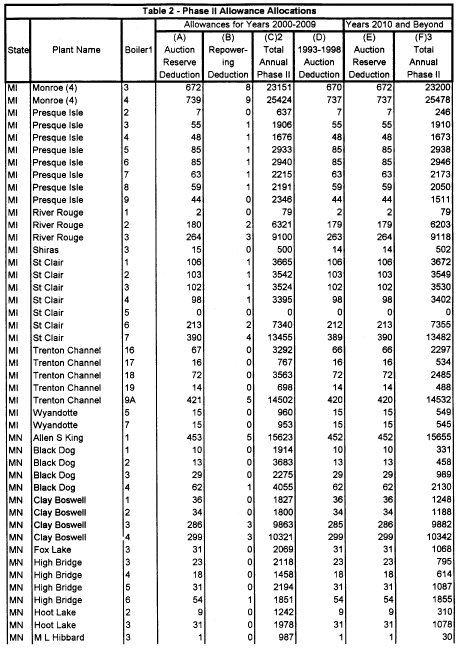 Table 2 - Phase II Allowance Allocations
Allowances for Years 2000-2009 Years 2010 and Beyond
(A) (B) (C)2 (D) (E) (F)3
State Plant Name Boiler1 Auction Reserve Deduction Repower-ing Deduction Total Annual Phase II 1993-1998 Auction Deduction Auction Reserve Deduction Total Annual Phase II
MI Monroe (4) 3 672 8 23151 670 672 23200
MI Monroe (4) 4 739 9 25424 737 737 25478
MI Presque Isle 2 7 0 637 7 7 246
MI Presque Isle 3 55 1 1906 55 55 1910
MI Presque Isle 4 48 1 1676 48 48 1673
MI Presque Isle 5 85 1 2933 85 85 2938
MI Presque Isle 6 85 1 2940 85 85 2946
MI Presque Isle 7 63 1 2215 63 63 2173
MI Presque Isle 8 59 1 2191 59 59 2050
MI Presque Isle 9 44 0 2346 44 44 1511
MI River Rouge 1 2 0 79 2 2 79
MI River Rouge 2 180 2 6321 179 179 6203
MI River Rouge 3 264 3 9100 263 264 9118
MI Shiras 3 15 0 500 14 14 502
MI St Clair 1 106 1 3665 106 106 3672
MI St Clair 2 103 1 3542 103 103 3549
MI St Clair 3 102 1 3524 102 102 3530
MI St Clair 4 98 1 3395 98 98 3402
MI St Clair 5 0 0 0 0 0 0
MI St Clair 6 213 2 7340 212 213 7355
MI St Clair 7 390 4 13455 389 390 13482
MI Trenton Channel 16 67 0 3292 66 66 2297
MI Trenton Channel 17 16 0 767 16 16 534
MI Trenton Channel 18 72 0 3563 72 72 2485
MI Trenton Channel 19 14 0 698 14 14 488
MI Trenton Channel 9A 421 5 14502 420 420 14532
MI Wyandotte 5 15 0 960 15 15 549
MI Wyandotte 7 15 0 953 15 15 545
MN Allen S King 1 453 5 15623 452 452 15655
MN Black Dog 1 10 0 1914 10 10 331
MN Black Dog 2 13 0 3683 13 13 458
MN Black Dog 3 29 0 2275 29 29 989
MN Black Dog 4 62 1 4055 62 62 2130
MN Clay Boswell 1 36 0 1827 36 36 1248
MN Clay Boswell 2 34 0 1800 34 34 1188
MN Clay Boswell 3 286 3 9863 285 286 9882
MN Clay Boswell 4 299 3 10321 299 299 10342
MN Fox Lake 3 31 0 2069 31 31 1068
MN High Bridge 3 23 0 2118 23 23 795
MN High Bridge 4 18 0 1458 18 18 614
MN High Bridge 5 31 0 2194 31 31 1087
MN High Bridge 6 54 1 1851 54 54 1855
MN Hoot Lake 2 9 0 1242 9 9 310
MN Hoot Lake 3 31 0 1978 31 31 1078
MN M L Hibbard 3 1 0 987 1 1 30